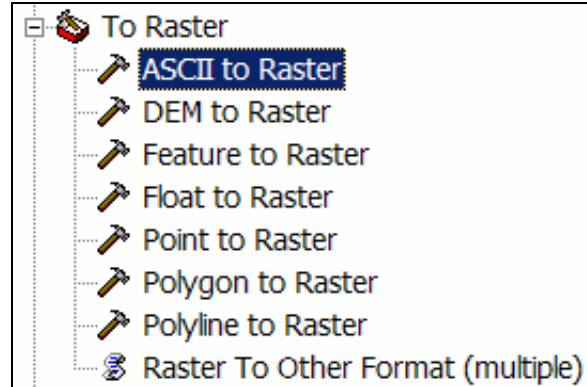 To Raster
ASCII to Raster
DEM to Raster
Feature to Raster
Float to Raster
Point to Raster
Polygon to Raster
Polyline to Raster
Raster To Other Format (multiple)